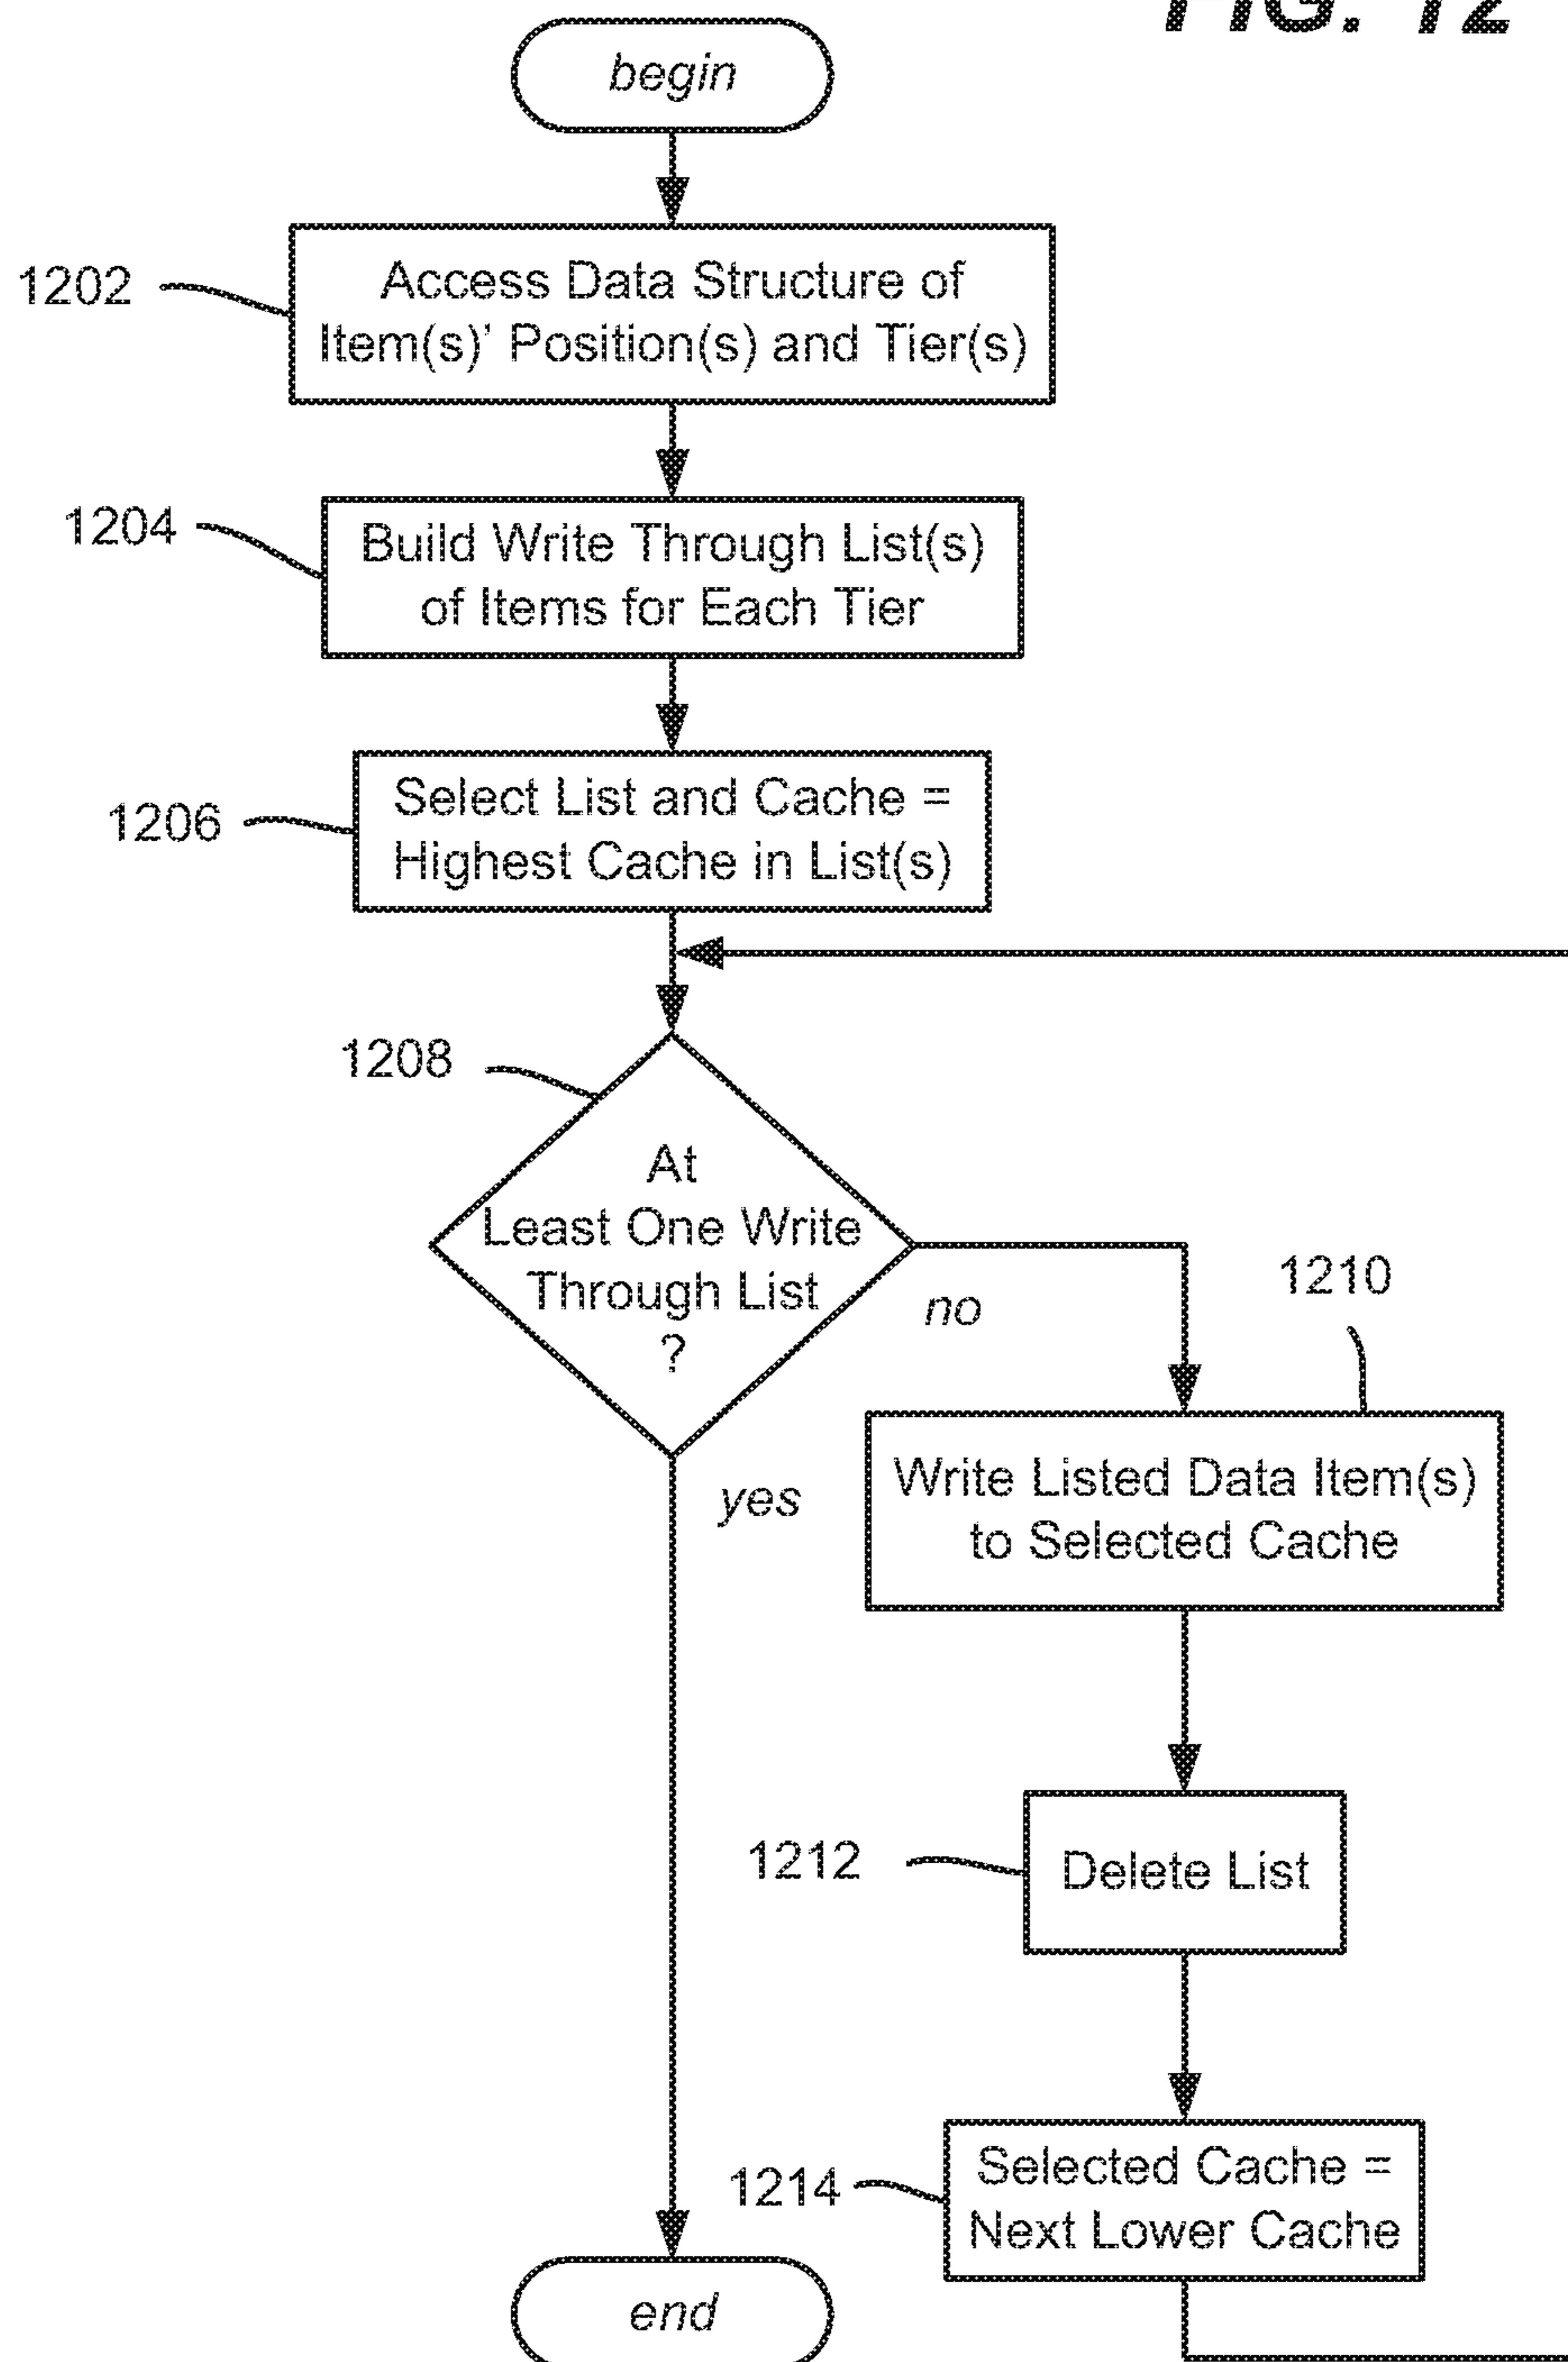 FIG. 12
begin
1202
Access Data Structure of
Item(s)' Position(s) and Tier(s)
1204
Build Write Through List(s)
of Items for Each Tier
1206
Select List and Cache =
Highest Cache in List(s)
1208
At
Least One Write
Through List
?
no
1210
yes
Write Listed Data Item(s)
to Selected Cache
1212
Delete List
1214
Selected Cache =
Next Lower Cache
end